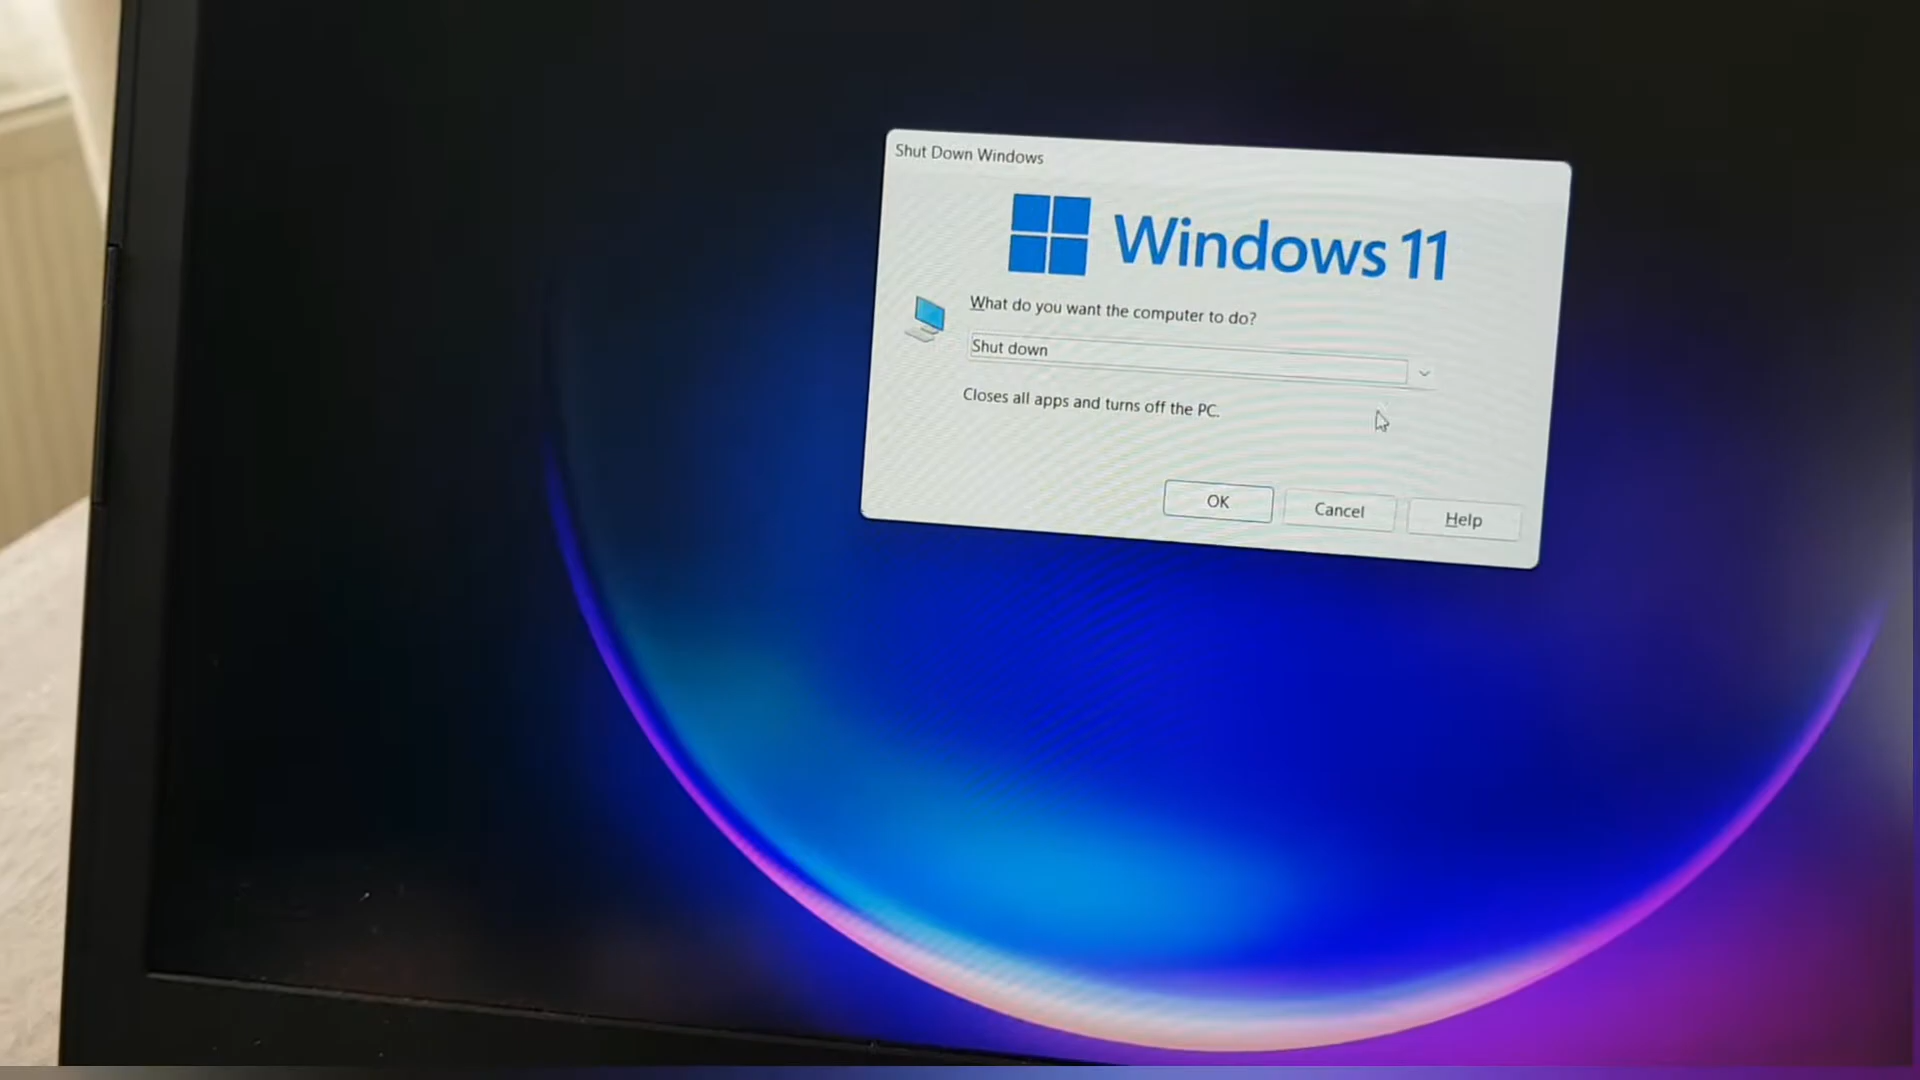 Shut Down Windows
Windows 11
What do you want the computer to do?
Shut down
Closes all apps and turns off the PC.
OK
Cancel
Help